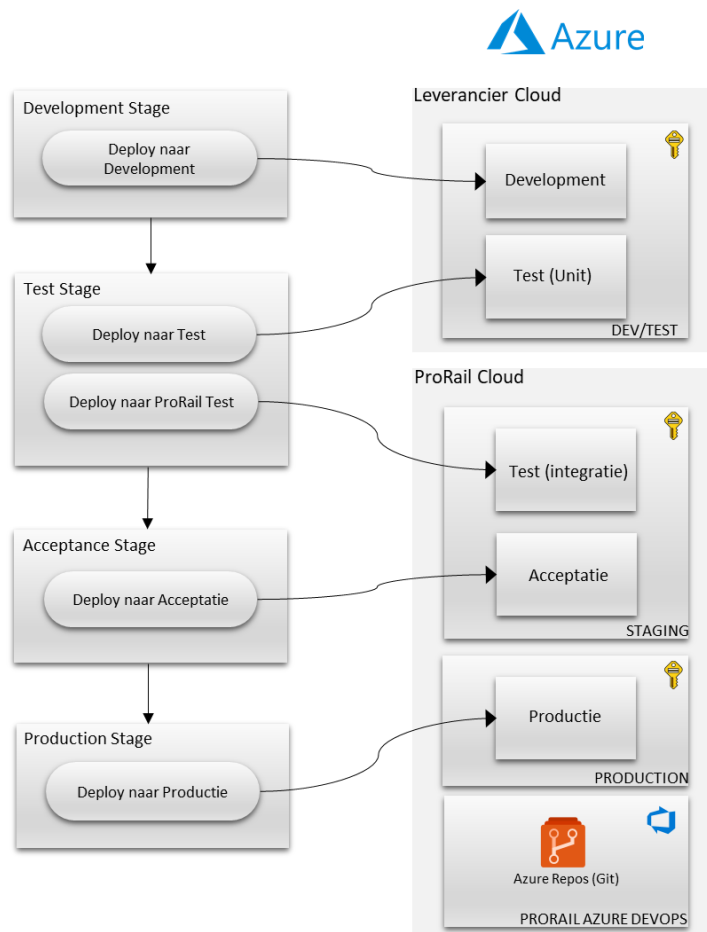 Azure
Development Stage
Deploy naar
Development
Test Stage
Deploy naar Test
Deploy naar ProRail Test
Acceptance Stage
Deploy naar Acceptatie
Production Stage
Deploy naar Productie
Leverancier Cloud
Development
Test (Unit)
DEV/TEST
ProRail Cloud
Test (integratie)
Acceptatie
STAGING
Productie
PRODUCTION
Azure Repos (Git)
PRORAIL AZURE DEVOPS